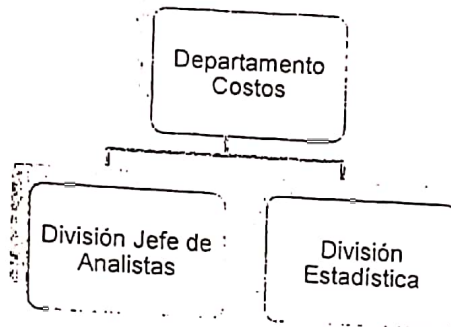 Departamento
Costos
División Jefe de
Analistas
División
Estadística